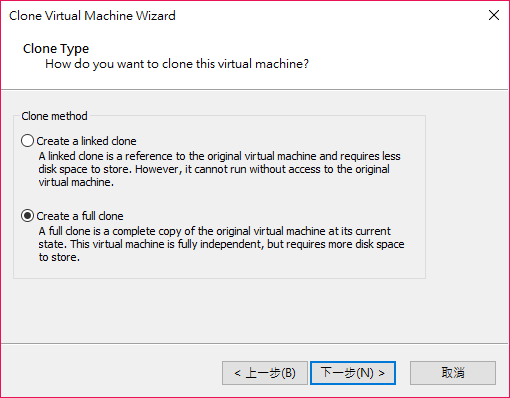 Clone Virtual Machine Wizard
Clone Type
How do you want to clone this virtual machine?
Clone method
Create a linked clone
A linked clone is a reference to the original virtual machine and requires less
disk space to store. However, it cannot run without access to the original
virtual machine.
Create a full clone
A full clone is a complete copy of the original virtual machine at its current
state. This virtual machine is fully independent, but requires more disk space
to store.
< 上一步(B) 下一步(N) > 取消